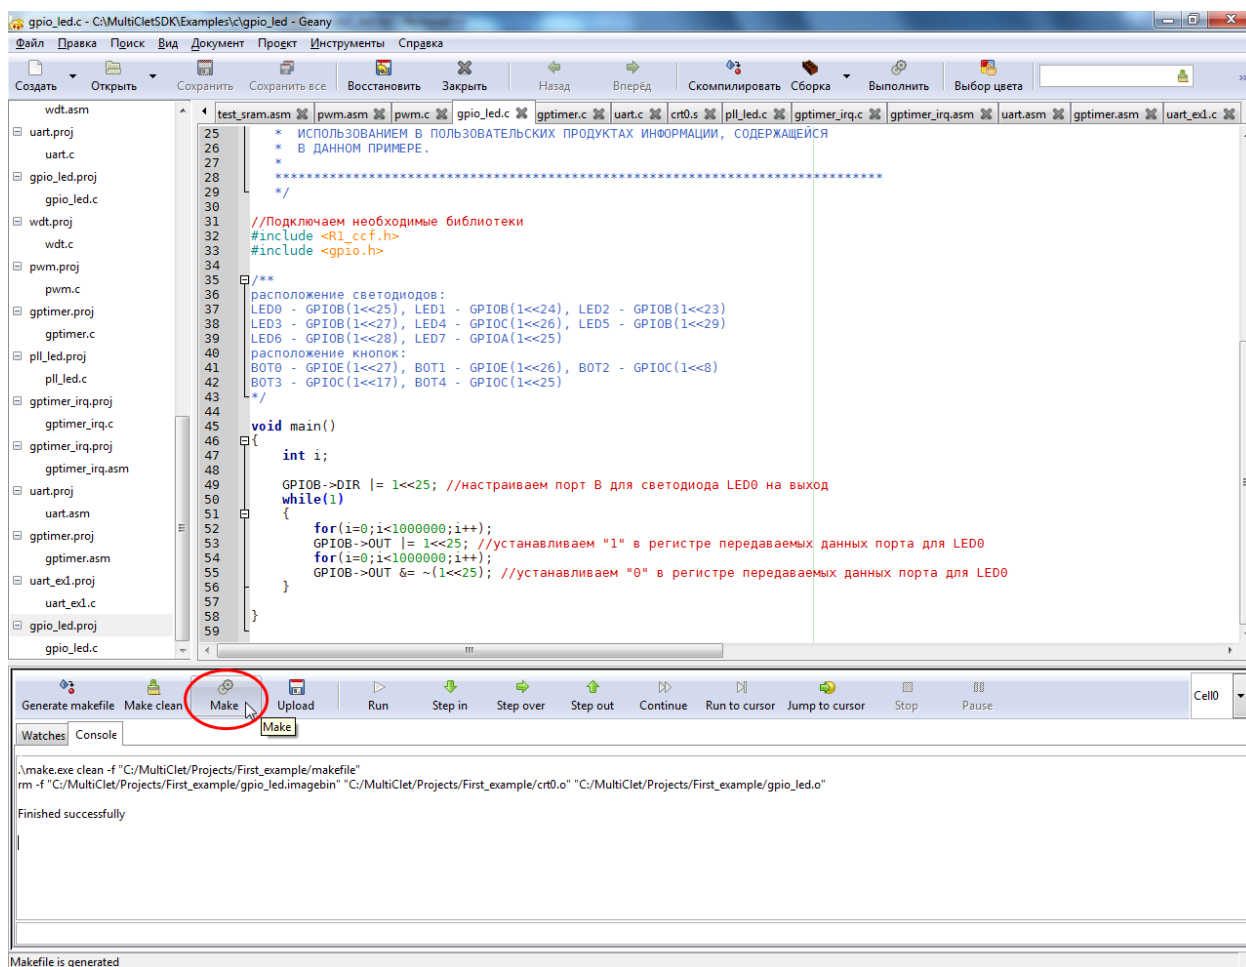 gpio_led.c - C:\MultiCletSDK\Examples\c\gpio_led - Geany
Файл Правка Поиск Вид Документ Проект Инструменты Справка
Создать Открыть Сохранить Сохранить все Восстановить Закрыть Назад Вперёд Скомпилировать Сборка Выполнить Выбор цвета
test_sram.asm pwm.asm pwm.c gpio_led.c gptimer.c uart.c crt0.s pll_led.c gptimer_irq.c gptimer_irq.asm uart.asm gptimer.asm uart_ex1.c
wdt.asm
uart.proj
uart.c
gpio_led.proj
gpio_led.c
wdt.proj
wdt.c
pwm.proj
pwm.c
gptimer.proj
gptimer.c
pll_led.proj
pll_led.c
gptimer_irq.proj
gptimer_irq.c
gptimer_irq.proj
gptimer_irq.asm
uart.proj
uart.asm
gptimer.proj
gptimer.asm
uart_ex1.proj
uart_ex1.c
gpio_led.proj
gpio_led.c
25 * ИСПОЛЬЗОВАНИЕМ В ПОЛЬЗОВАТЕЛЬСКИХ ПРОДУКТАХ ИНФОРМАЦИИ, СОДЕРЖАЩЕЙСЯ
26 * В ДАННОМ ПРИМЕРЕ.
27 *
28 ******************************************************************************
29 */
30
31 //Подключаем необходимые библиотеки
32 #include <R1_ccf.h>
33 #include <gpio.h>
34
35 /**
36 расположение светодиодов:
37 LED0 - GPIOB(1<<25), LED1 - GPIOB(1<<24), LED2 - GPIOB(1<<23)
38 LED3 - GPIOB(1<<27), LED4 - GPIOC(1<<26), LED5 - GPIOB(1<<29)
39 LED6 - GPIOB(1<<28), LED7 - GPIOA(1<<25)
40 расположение кнопок:
41 BOT0 - GPIOE(1<<27), BOT1 - GPIOE(1<<26), BOT2 - GPIOC(1<<8)
42 BOT3 - GPIOC(1<<17), BOT4 - GPIOC(1<<25)
43 */
44
45 void main()
46 {
47 int i;
48
49 GPIOB->DIR |= 1<<25; //настраиваем порт B для светодиода LED0 на выход
50 while(1)
51 {
52 for(i=0;i<1000000;i++);
53 GPIOB->OUT |= 1<<25; //устанавливаем "1" в регистре передаваемых данных порта для LED0
54 for(i=0;i<1000000;i++);
55 GPIOB->OUT &= ~(1<<25); //устанавливаем "0" в регистре передаваемых данных порта для LED0
56 }
57
58 }
59
Generate makefile Make clean Make Upload Run Step in Step over Step out Continue Run to cursor Jump to cursor Stop Pause Cell0
Make
Watches Console
.\make.exe clean -f "C:/MultiClet/Projects/First_example/makefile"
rm -f "C:/MultiClet/Projects/First_example/gpio_led.imagebin" "C:/MultiClet/Projects/First_example/crt0.o" "C:/MultiClet/Projects/First_example/gpio_led.o"
Finished successfully
Makefile is generated